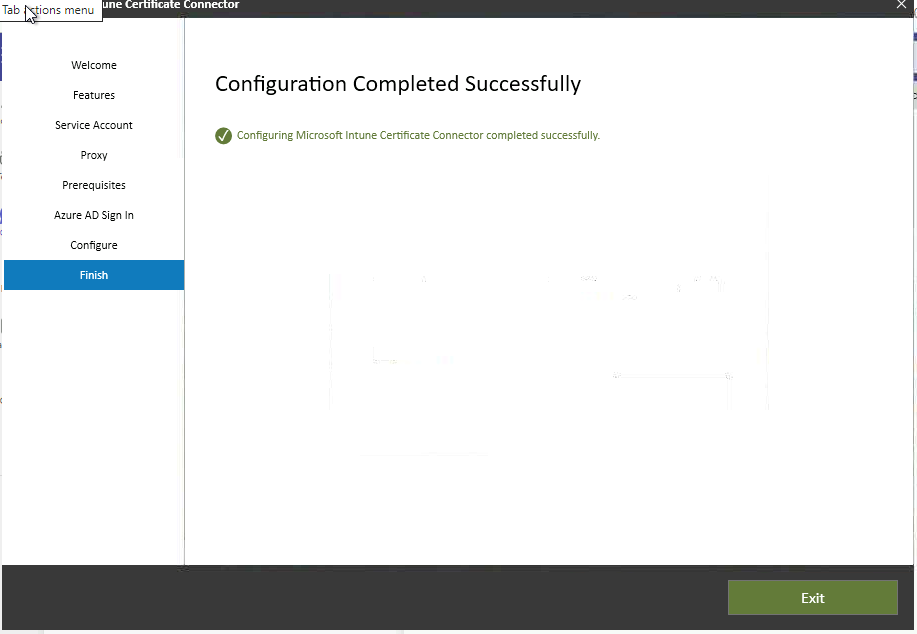 Tab Actions menu
une Certificate Connector
Welcome
Features
Service Account
Proxy
Prerequisites
Azure AD Sign In
Configure
Finish
Configuration Completed Successfully
Configuring Microsoft Intune Certificate Connector completed successfully.
Exit